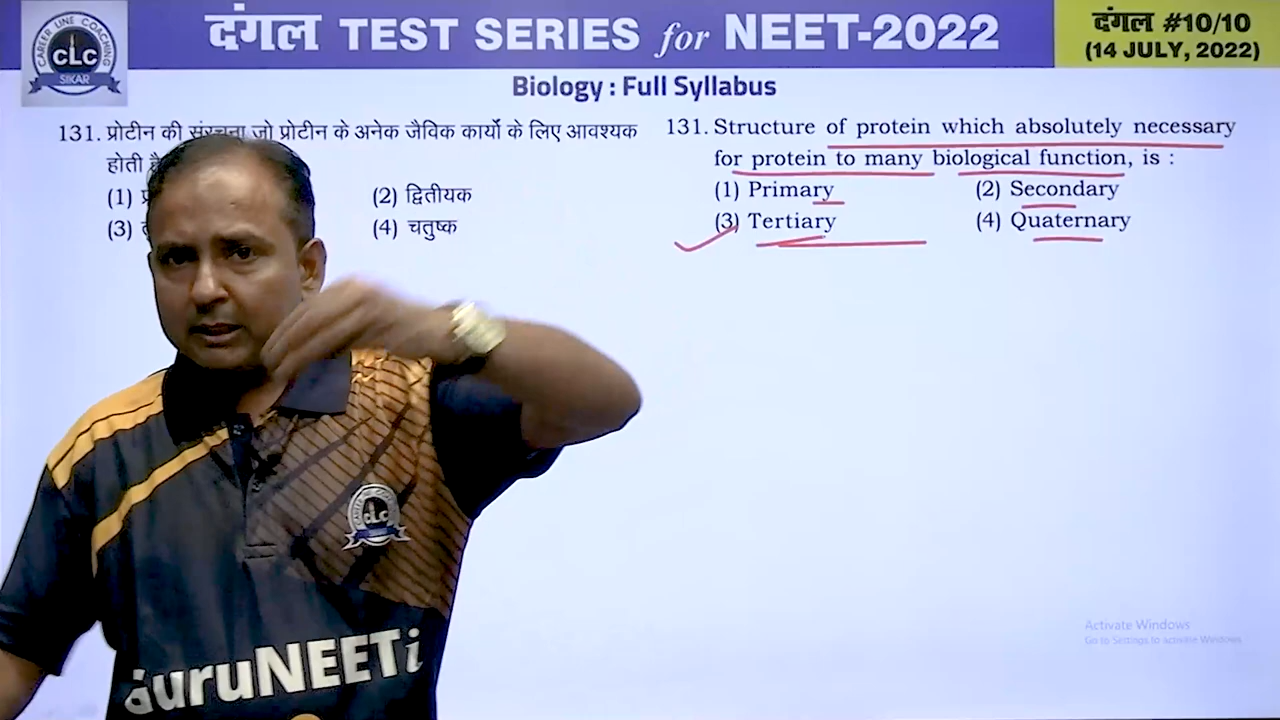 दंगल TEST SERIES for NEET-2022
दंगल #10/10
(14 JULY, 2022)
CAREER LINE COACHING
CLC
SIKAR
Biology : Full Syllabus
131. प्रोटीन की संरचना जो प्रोटीन के अनेक जैविक कार्यों के लिए आवश्यक
होती
(1)
(2) द्वितीयक
(3)
(4) चतुष्क
131. Structure of protein which absolutely necessary
for protein to many biological function, is :
(1) Primary
(2) Secondary
(3) Tertiary
(4) Quaternary
CLC
GuruNEETi
Activate Windows
Go to Settings to activate Windows.